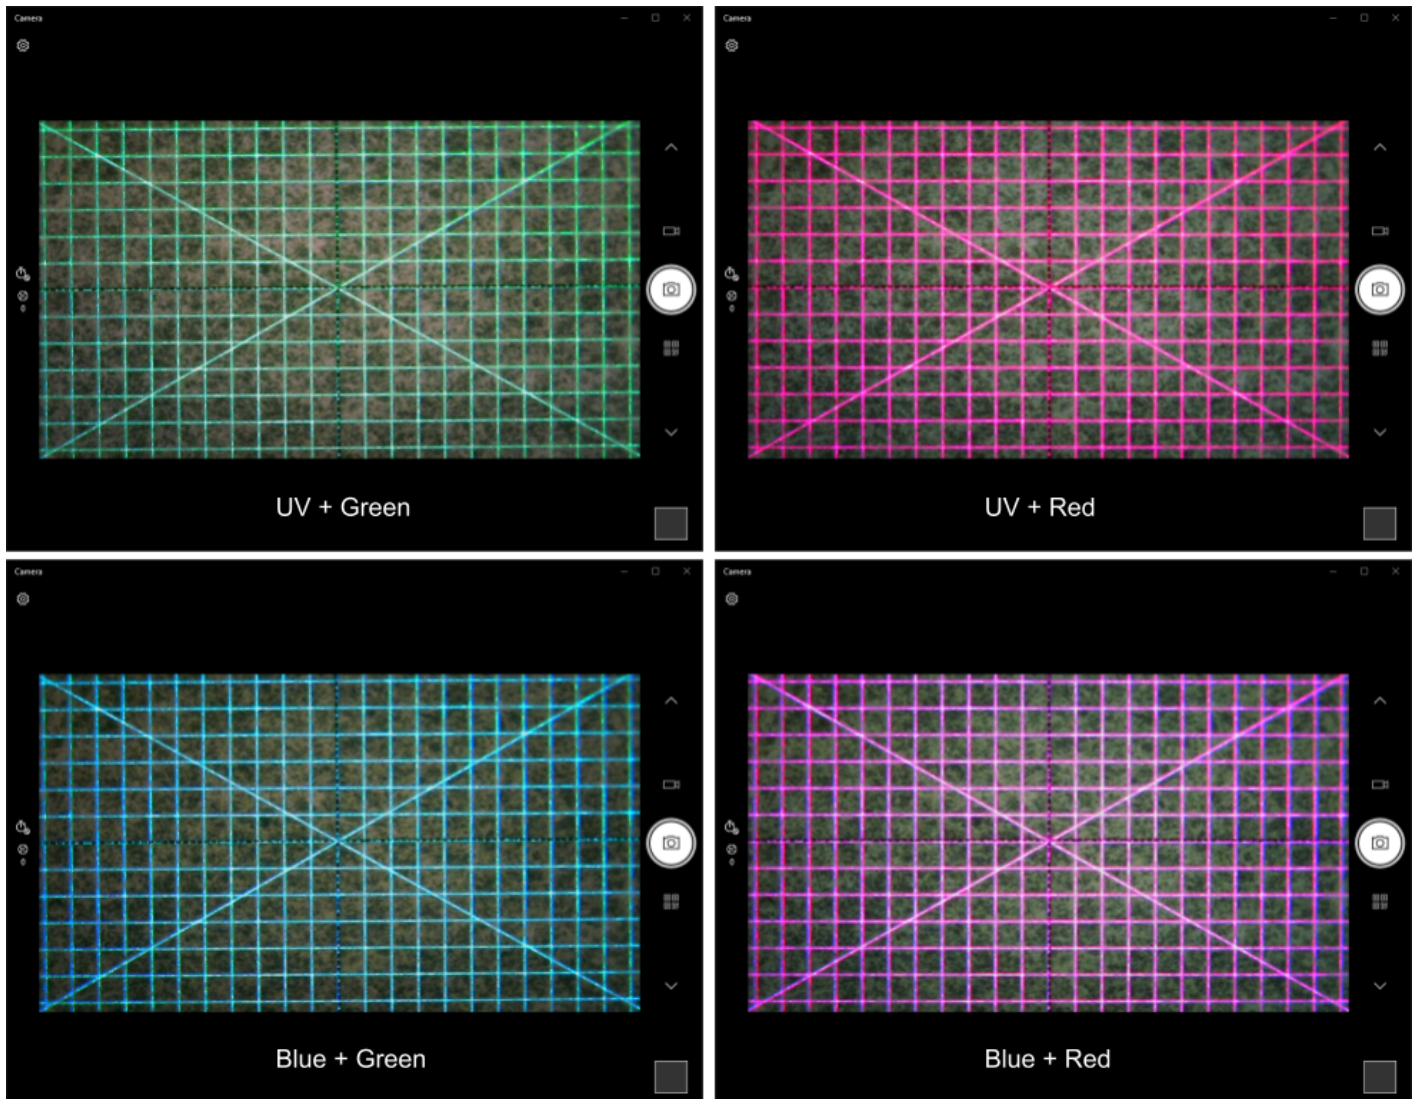 Camera
Camera
UV + Green
UV + Red
Camera
Camera
Blue + Green
Blue + Red